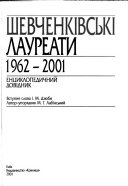 ШЕВЧЕНКІВСЬКІ
ЛАУРЕАТИ
1962 – 2001
ЕНЦИКЛОПЕДИЧНИЙ
ДОВІДНИК
Вступне слово І. М. Дзюби
Автор-упорядник М. Г. Лабінський
Київ
Видавництво «Криниця»
2001